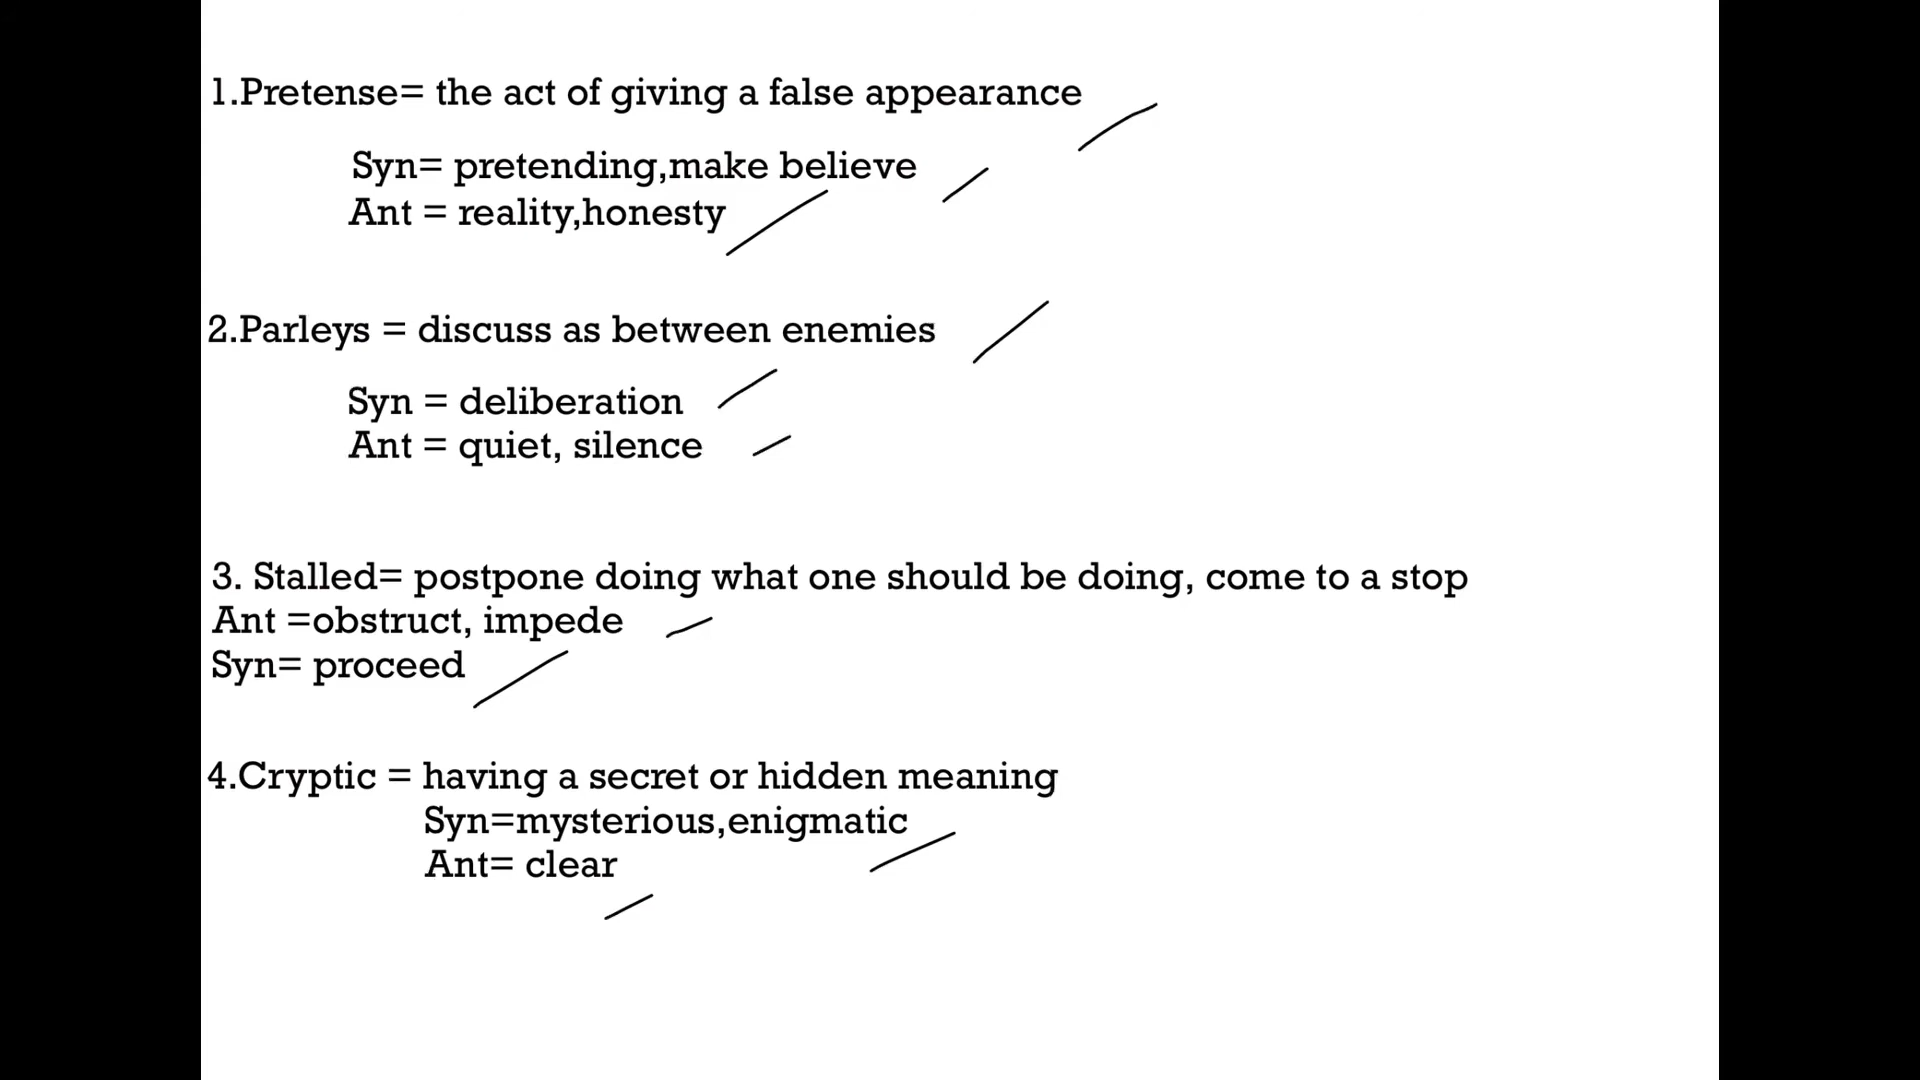 1.Pretense= the act of giving a false appearance
Syn= pretending,make believe
Ant = reality,honesty
2.Parleys = discuss as between enemies
Syn = deliberation
Ant = quiet, silence
3. Stalled= postpone doing what one should be doing, come to a stop
Ant =obstruct, impede
Syn= proceed
4.Cryptic = having a secret or hidden meaning
Syn=mysterious,enigmatic
Ant= clear